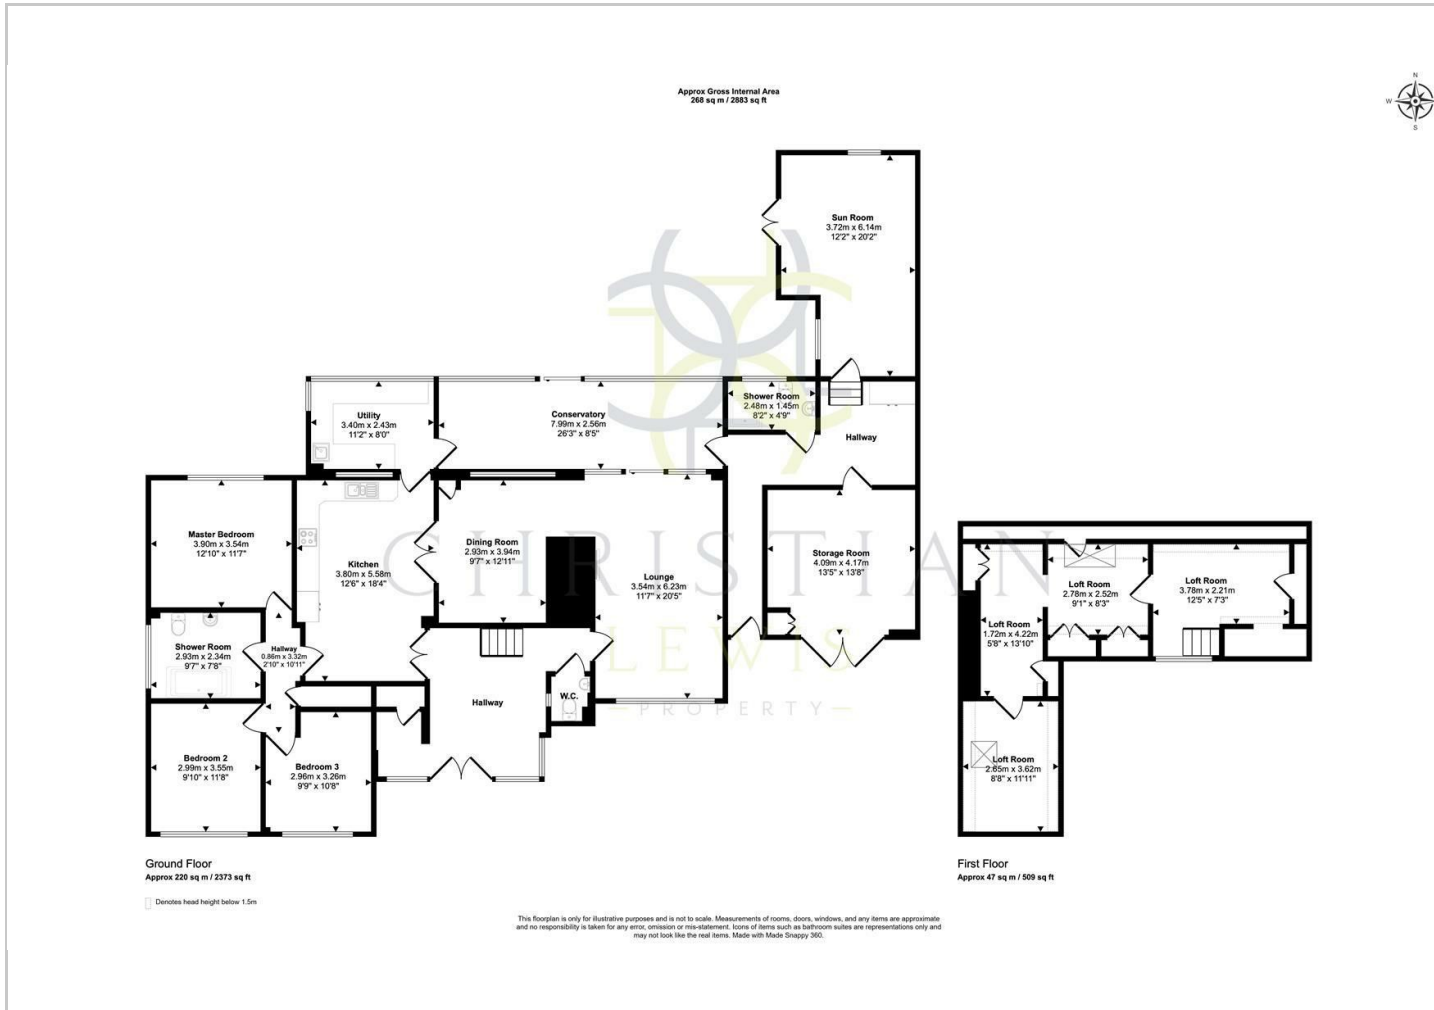 Approx Gross Internal Area
268 sq m / 2883 sq ft
N
W
S
Sun Room
3.72m x 6.14m
12'2" x 20'2"
Shower Room
2.48m x 1.45m
8'2" x 4'9"
Utility
3.40m x 2.43m
11'2" x 8'0"
Conservatory
7.99m x 2.56m
26'3" x 8'5"
Hallway
Master Bedroom
3.90m x 3.54m
12'10" x 11'7"
Dining Room
2.93m x 3.94m
9'7" x 12'11"
Kitchen
3.80m x 5.58m
12'6" x 18'4"
Lounge
3.54m x 6.23m
11'7" x 20'5"
Storage Room
4.09m x 4.17m
13'5" x 13'8"
Loft Room
2.78m x 2.52m
9'1" x 8'3"
Loft Room
3.78m x 2.21m
12'5" x 7'3"
Loft Room
1.72m x 4.22m
5'8" x 13'10"
Shower Room
2.93m x 2.34m
9'7" x 7'8"
Hallway
0.86m x 3.32m
2'10" x 10'11"
Hallway
W.C.
CHRISTIAN
LEWIS
PROPERTY
Bedroom 2
2.99m x 3.55m
9'10" x 11'8"
Bedroom 3
2.96m x 3.26m
9'9" x 10'8"
Loft Room
2.65m x 3.62m
8'8" x 11'11"
Ground Floor
Approx 220 sq m / 2373 sq ft
First Floor
Approx 47 sq m / 509 sq ft
Denotes head height below 1.5m
This floorplan is only for illustrative purposes and is not to scale. Measurements of rooms, doors, windows, and any items are approximate
and no responsibility is taken for any error, omission or mis-statement. Icons of items such as bathroom suites are representations only and
may not look like the real items. Made with Made Snappy 360.